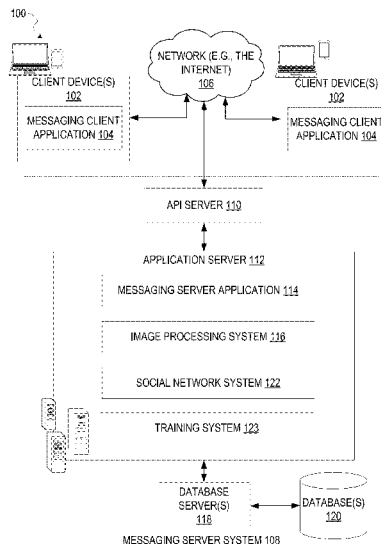 100
NETWORK (E.G., THE
INTERNET)
106
CLIENT DEVICE(S)
102
MESSAGING CLIENT
APPLICATION 104
CLIENT DEVICE(S)
102
MESSAGING CLIENT
APPLICATION 104
API SERVER 110
APPLICATION SERVER 112
MESSAGING SERVER APPLICATION 114
IMAGE PROCESSING SYSTEM 116
SOCIAL NETWORK SYSTEM 122
TRAINING SYSTEM 123
DATABASE
SERVER(S)
118
DATABASE(S)
120
MESSAGING SERVER SYSTEM 108